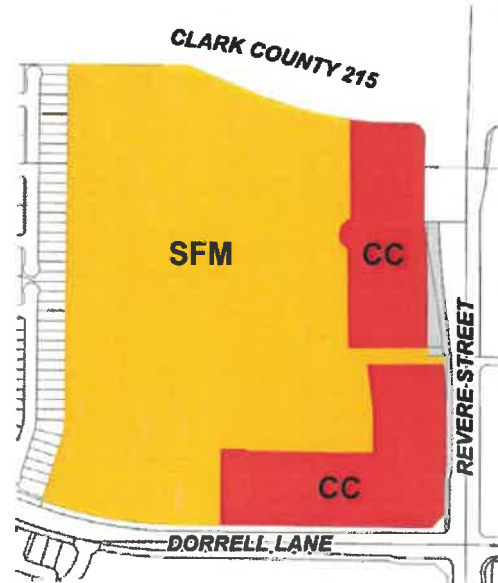 CLARK COUNTY 215
SFM
CC
REVERE STREET
CC
DORRELL LANE